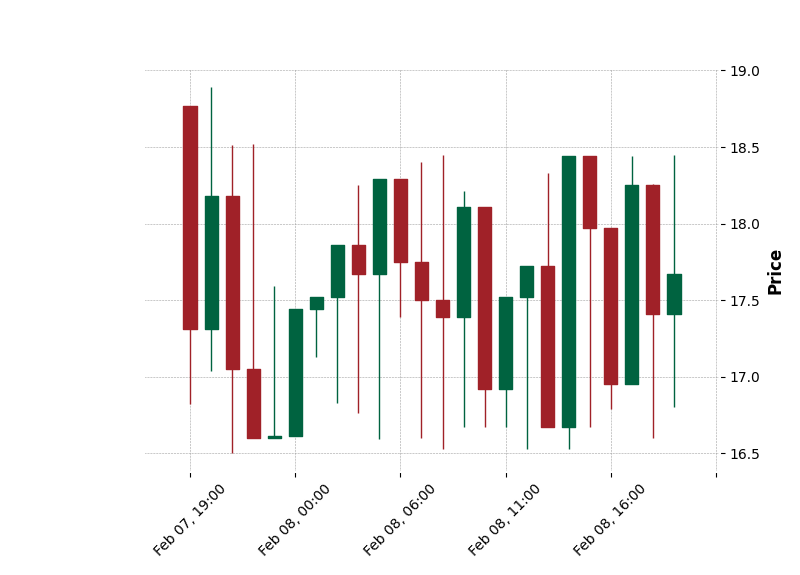 19.0
18.5
18.0
17.5
17.0
16.5
Price
Feb 07, 19:00
Feb 08, 00:00
Feb 08, 06:00
Feb 08, 11:00
Feb 08, 16:00